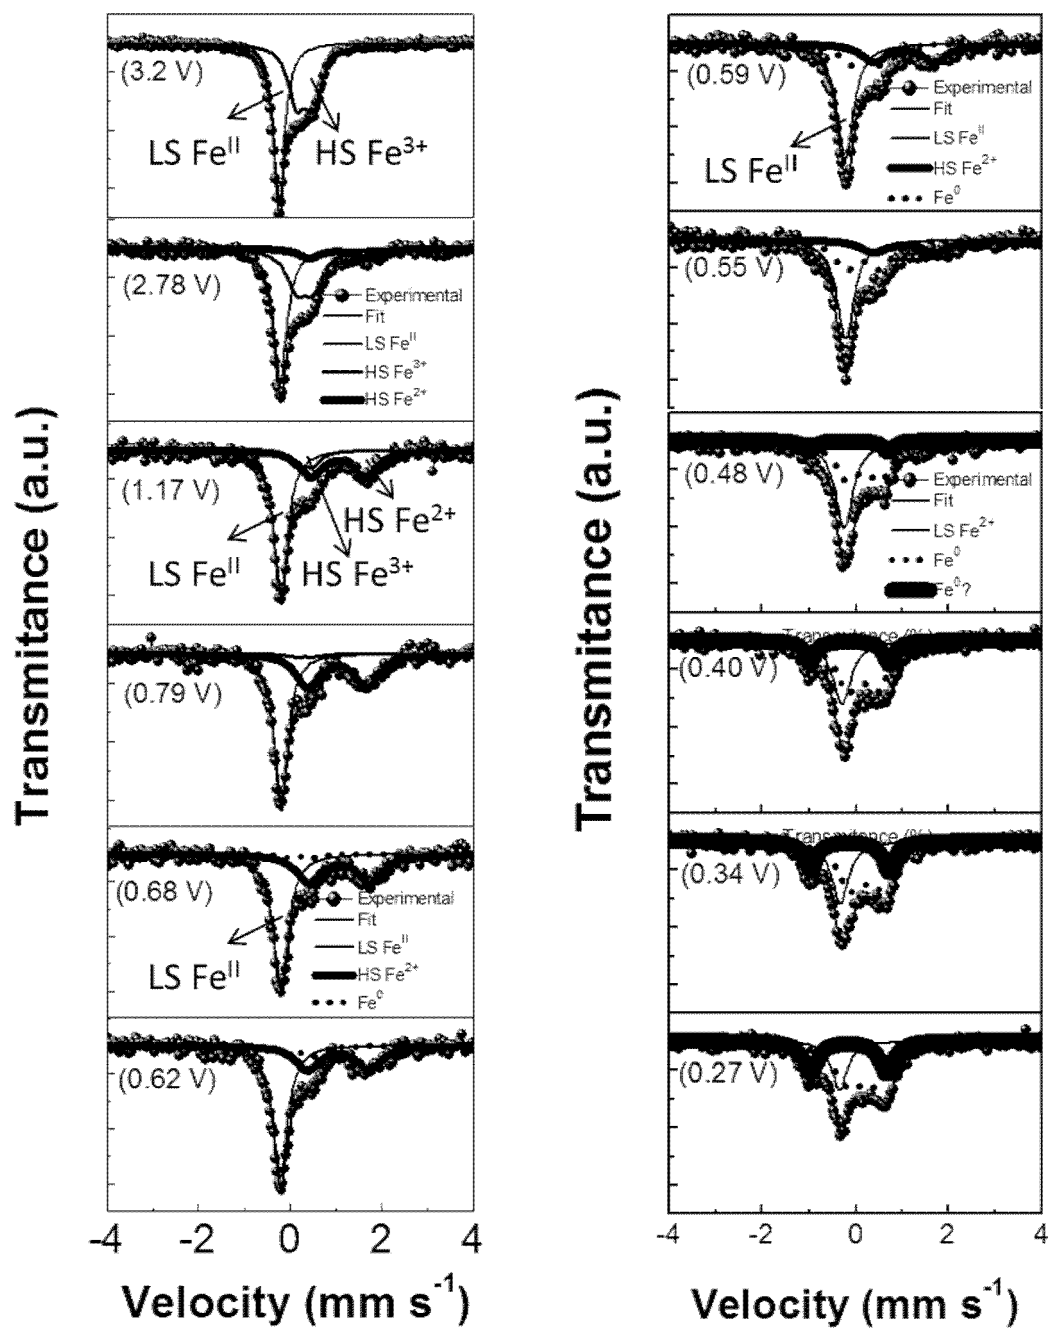 Transmitance (a.u.)
(3.2 V)
LS Fe^II
HS Fe^3+
(2.78 V)
Experimental
Fit
LS Fe^II
HS Fe^3+
HS Fe^2+
(1.17 V)
LS Fe^II
HS Fe^2+
HS Fe^3+
(0.79 V)
(0.68 V)
LS Fe^II
Experimental
Fit
LS Fe^II
HS Fe^2+
Fe^0
(0.62 V)
-4 -2 0 2 4
Velocity (mm s^-1)
Transmitance (a.u.)
(0.59 V)
LS Fe^II
Experimental
Fit
LS Fe^II
HS Fe^2+
Fe^0
(0.55 V)
(0.48 V)
Experimental
Fit
LS Fe^2+
Fe^0
Fe^0?
(0.40 V)
(0.34 V)
(0.27 V)
-4 -2 0 2 4
Velocity (mm s^-1)